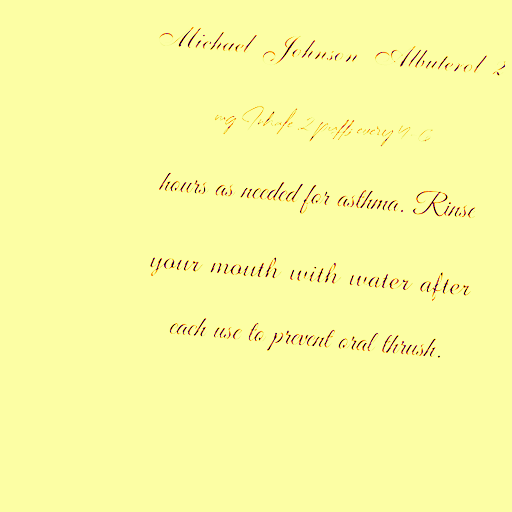 Michael Johnson Albuterol 2
mg Inhale 2 puffs every 4-6
hours as needed for asthma. Rinse
your mouth with water after
each use to prevent oral thrush.